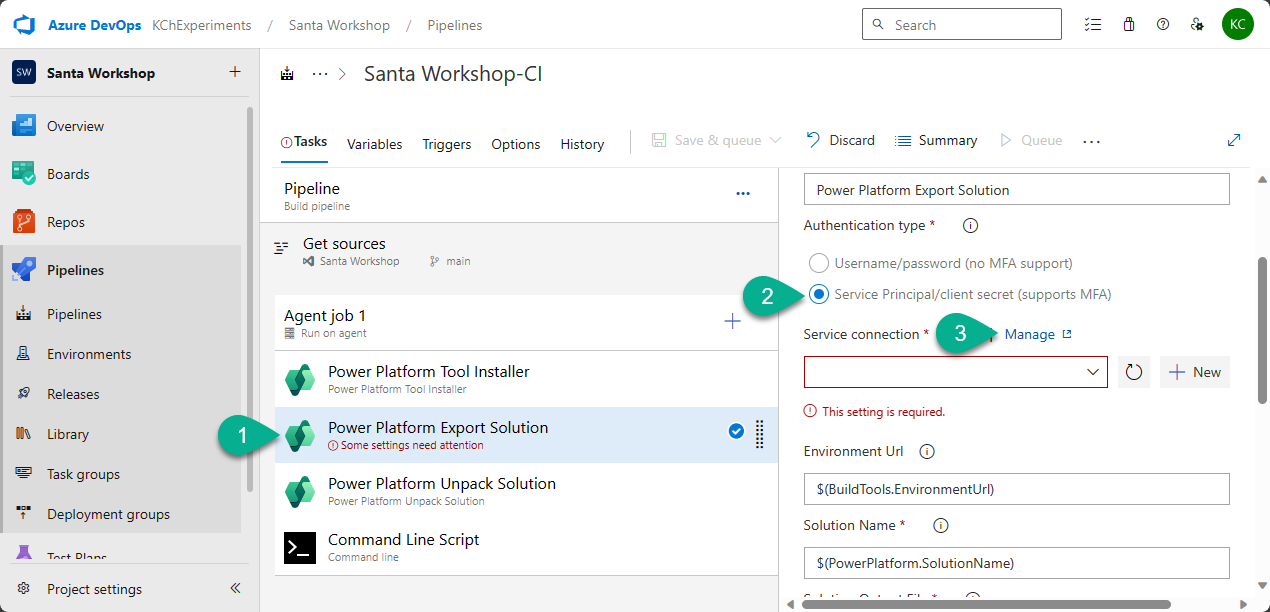 Azure DevOps KChExperiments / Santa Workshop / Pipelines
Search
KC
SW Santa Workshop
Overview
Boards
Repos
Pipelines
Pipelines
Environments
Releases
Library
Task groups
Deployment groups
Test Plans
Project settings
Santa Workshop-CI
Tasks Variables Triggers Options History Save & queue Discard Summary Queue
Pipeline
Build pipeline
Get sources
Santa Workshop main
Agent job 1
Run on agent
Power Platform Tool Installer
Power Platform Tool Installer
1
Power Platform Export Solution
Some settings need attention
Power Platform Unpack Solution
Power Platform Unpack Solution
Command Line Script
Command line
Power Platform Export Solution
Authentication type *
Username/password (no MFA support)
2
Service Principal/client secret (supports MFA)
Service connection * 3 | Manage
New
This setting is required.
Environment Url
$(BuildTools.EnvironmentUrl)
Solution Name *
$(PowerPlatform.SolutionName)
Solution Output File *